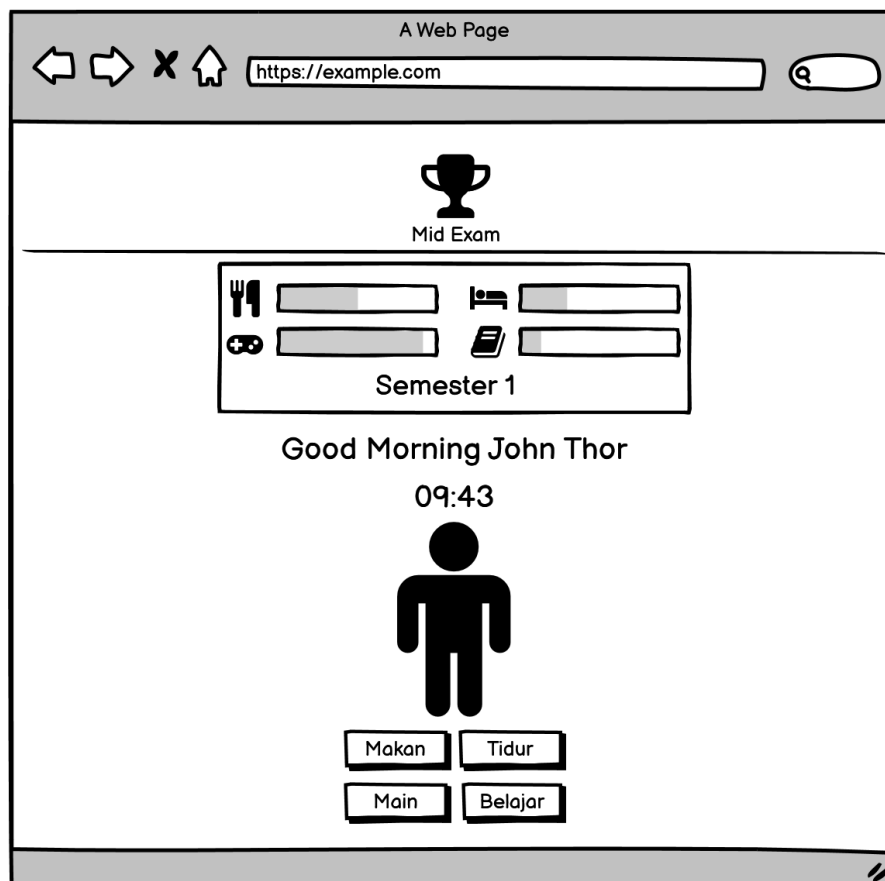 A Web Page
https://example.com
Mid Exam
Semester 1
Good Morning John Thor
09:43
Makan Tidur
Main Belajar